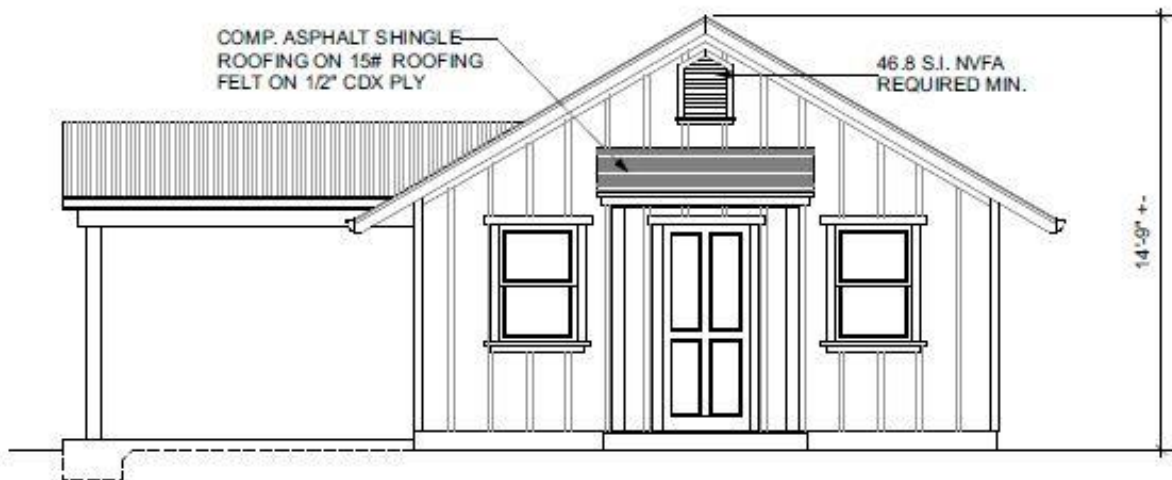 COMP. ASPHALT SHINGLE
ROOFING ON 15# ROOFING
FELT ON 1/2" CDX PLY
46.8 S.I. NVFA
REQUIRED MIN.
14'-9" +-